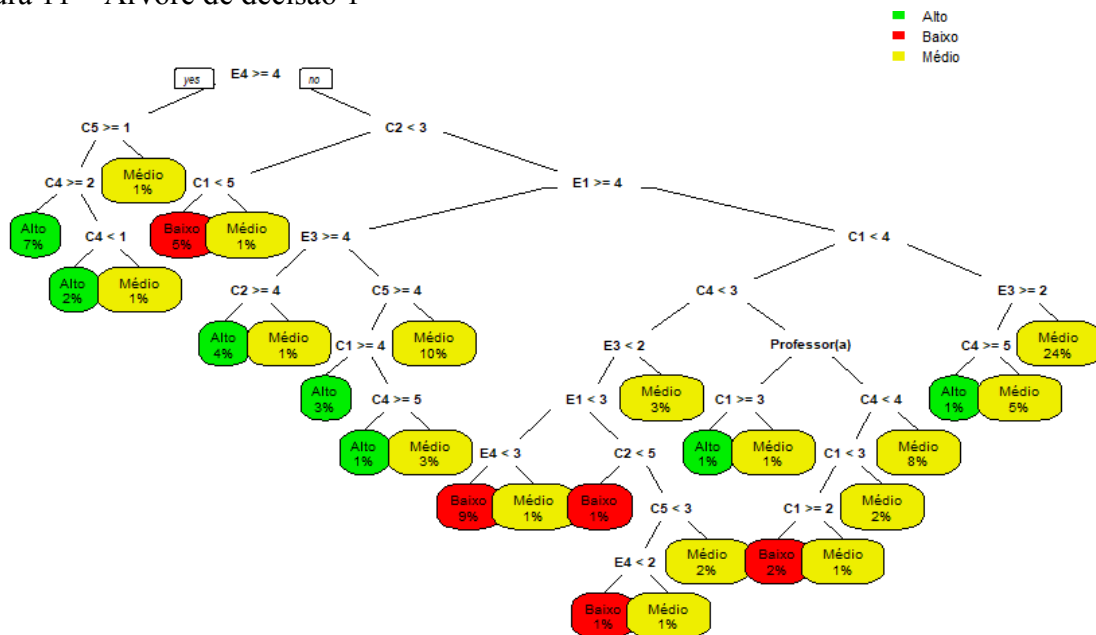 ura 11 – Árvore de decisão 1
Alto
Baixo
Médio
yes E4 >= 4 no
C5 >= 1 C2 < 3
Médio
1%
C4 >= 2 C1 < 5 E1 >= 4
Alto
7%
C4 < 1
Baixo
5%
Médio
1%
E3 >= 4 C1 < 4
Alto
2%
Médio
1%
C2 >= 4 C5 >= 4 C4 < 3 E3 >= 2
Alto
4%
Médio
1%
C1 >= 4
Médio
10%
E3 < 2 Professor(a) C4 >= 5
Médio
24%
Alto
3%
C4 >= 5 E1 < 3
Médio
3%
C1 >= 3 C4 < 4
Alto
1%
Médio
5%
Alto
1%
Médio
3%
E4 < 3 C2 < 5
Alto
1%
Médio
1%
C1 < 3
Médio
8%
Baixo
9%
Médio
1%
Baixo
1%
C5 < 3 C1 >= 2
Médio
2%
E4 < 2
Médio
2%
Baixo
2%
Médio
1%
Baixo
1%
Médio
1%